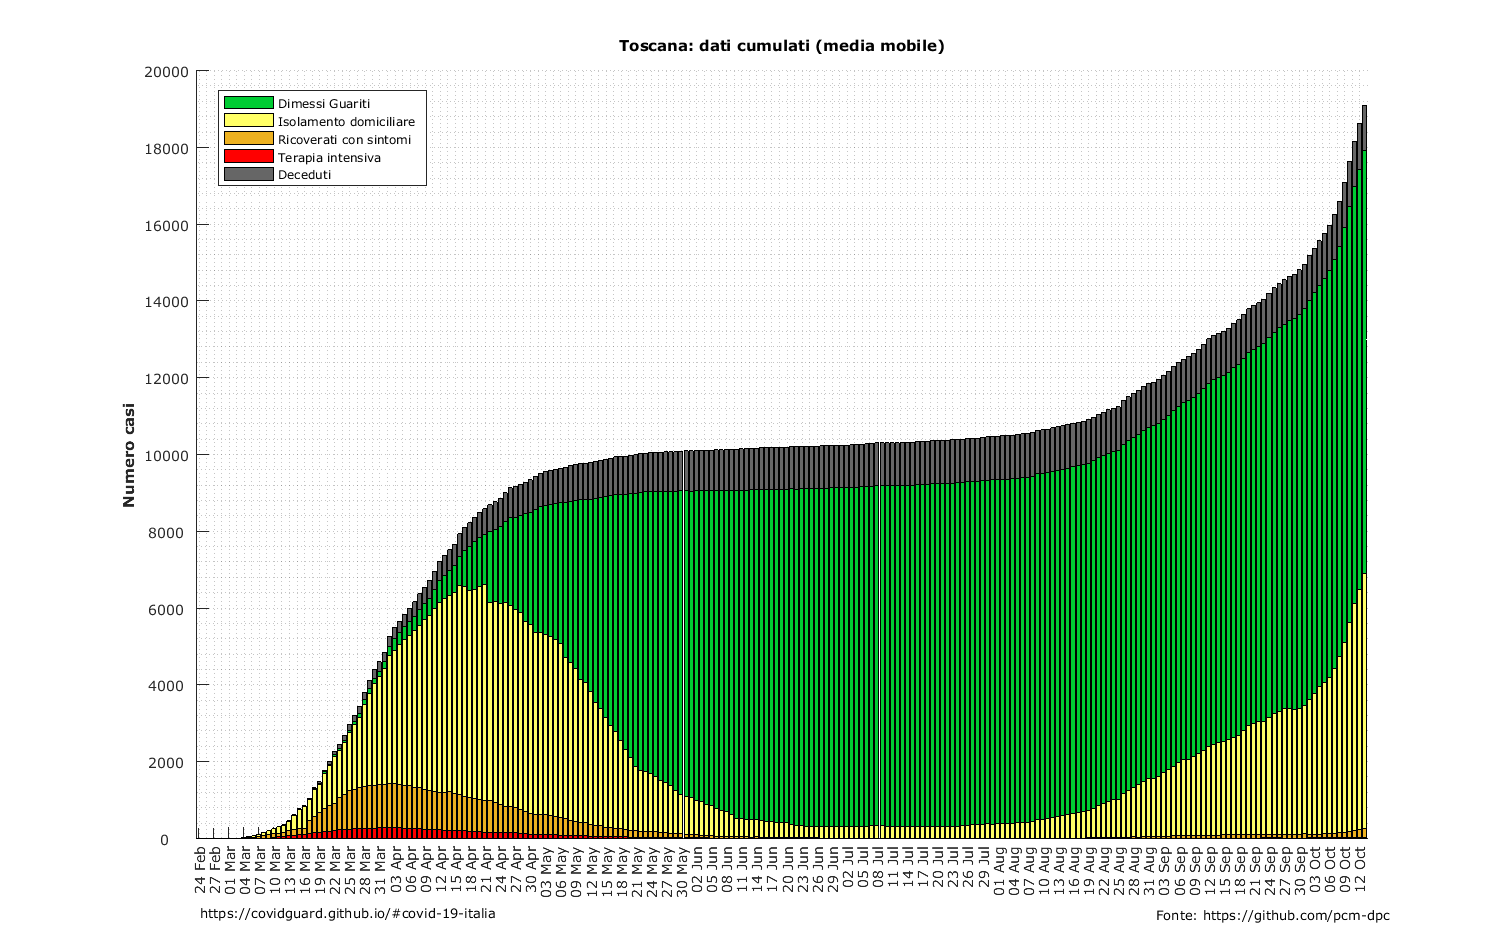 Toscana: dati cumulati (media mobile)
20000
18000
16000
14000
12000
10000
8000
6000
4000
2000
0
Numero casi
Dimessi Guariti
Isolamento domiciliare
Ricoverati con sintomi
Terapia intensiva
Deceduti
24 Feb
27 Feb
01 Mar
04 Mar
07 Mar
10 Mar
13 Mar
16 Mar
19 Mar
22 Mar
25 Mar
28 Mar
31 Mar
03 Apr
06 Apr
09 Apr
12 Apr
15 Apr
18 Apr
21 Apr
24 Apr
27 Apr
30 Apr
03 May
06 May
09 May
12 May
15 May
18 May
21 May
24 May
27 May
30 May
02 Jun
05 Jun
08 Jun
11 Jun
14 Jun
17 Jun
20 Jun
23 Jun
26 Jun
29 Jun
02 Jul
05 Jul
08 Jul
11 Jul
14 Jul
17 Jul
20 Jul
23 Jul
26 Jul
29 Jul
01 Aug
04 Aug
07 Aug
10 Aug
13 Aug
16 Aug
19 Aug
22 Aug
25 Aug
28 Aug
31 Aug
03 Sep
06 Sep
09 Sep
12 Sep
15 Sep
18 Sep
21 Sep
24 Sep
27 Sep
30 Sep
03 Oct
06 Oct
09 Oct
12 Oct
https://covidguard.github.io/#covid-19-italia
Fonte: https://github.com/pcm-dpc